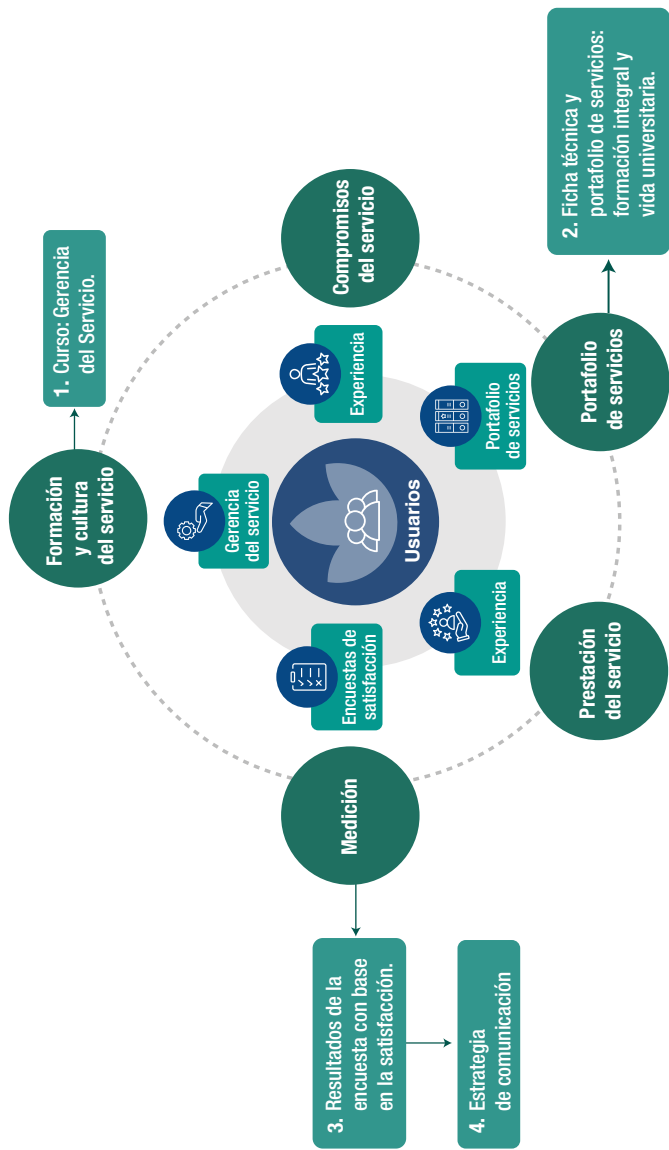 Formación
y cultura
del servicio
1. Curso: Gerencia
del Servicio.
Compromisos
del servicio
Portafolio
de servicios
2. Ficha técnica y
portafolio de servicios:
formación integral y
vida universitaria.
Prestación
del servicio
Medición
3. Resultados de la
encuesta con base
en la satisfacción.
4. Estrategia
de comunicación
Gerencia
del servicio
Experiencia
Portafolio
de servicios
Experiencia
Encuestas de
satisfacción
Usuarios